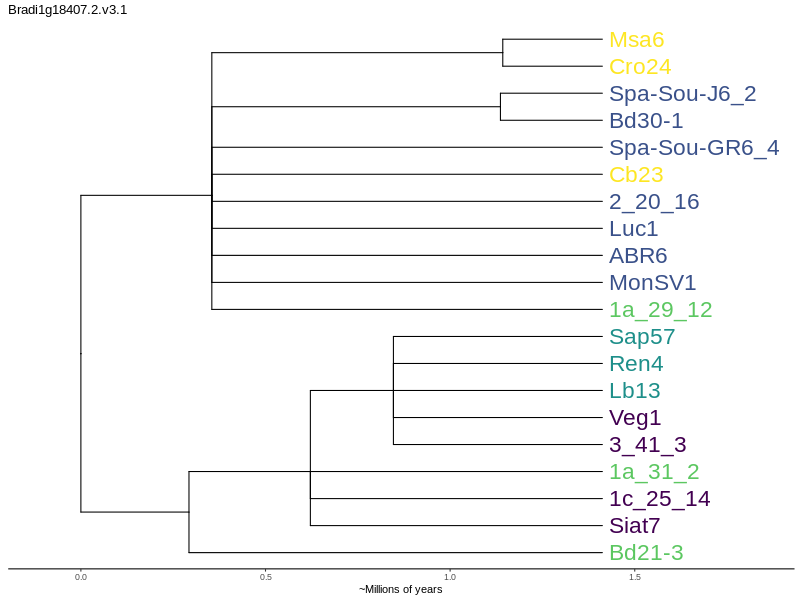 Bradi1g18407.2.v3.1
Msa6
Cro24
Spa-Sou-J6_2
Bd30-1
Spa-Sou-GR6_4
Cb23
2_20_16
Luc1
ABR6
MonSV1
1a_29_12
Sap57
Ren4
Lb13
Veg1
3_41_3
1a_31_2
1c_25_14
Siat7
Bd21-3
0.0 0.5 1.0 1.5
~Millions of years